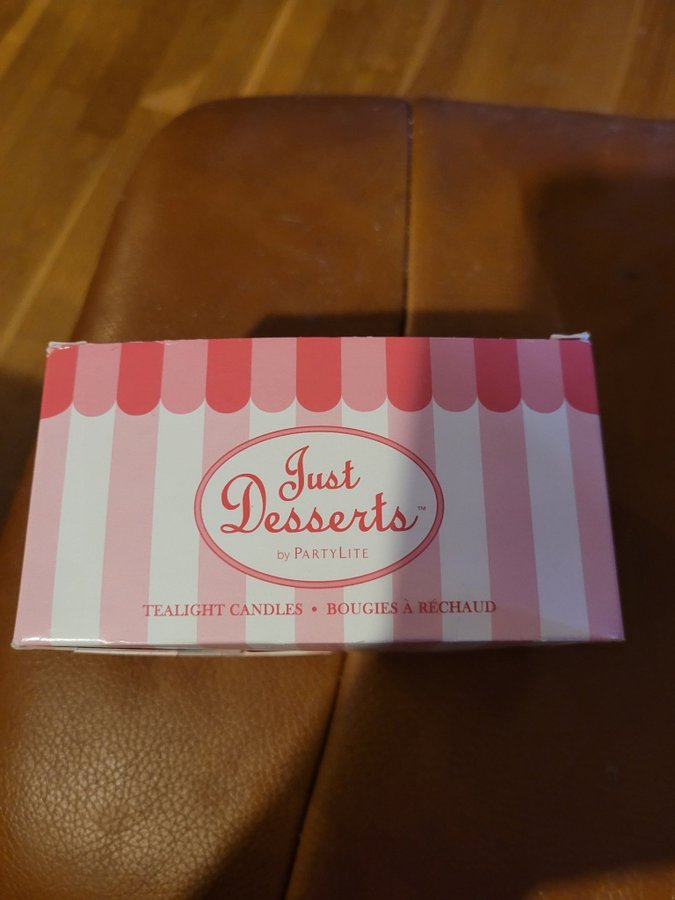 Just
Desserts™
by PARTYLITE
TEALIGHT CANDLES • BOUGIES À RÉCHAUD